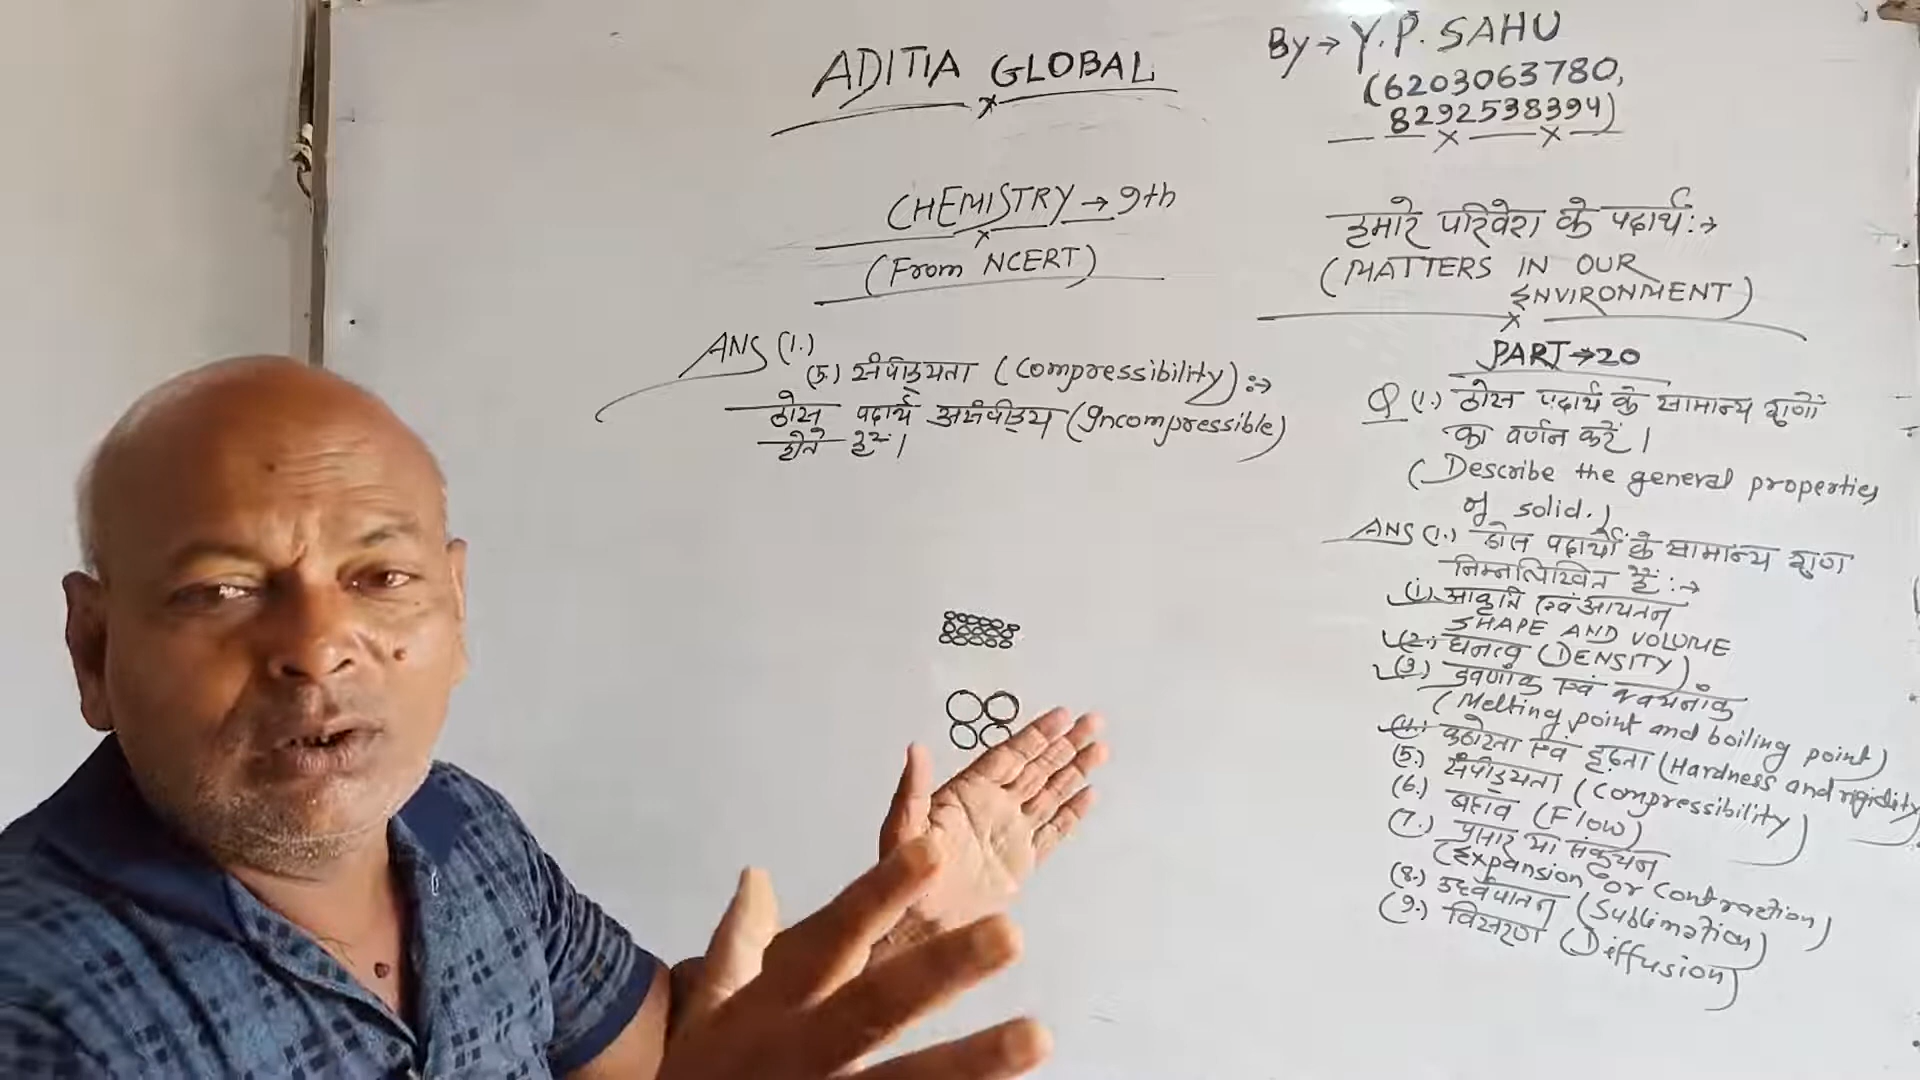 ADITIA GLOBAL
CHEMISTRY → 9th
(From NCERT)
ANS (1.)
(5.) संपीड्यता (Compressibility) :→
ठोस पदार्थ असंपीड्य (Incompressible)
होते हैं।
By → Y.P. SAHU
(6203063780,
8292538394)
हमारे परिवेश के पदार्थ :→
(MATTERS IN OUR
ENVIRONMENT)
PART → 20
Q (1.) ठोस पदार्थ के सामान्य गुणों
का वर्णन करें।
(Describe the general properties
of solid.)
ANS (1.) ठोस पदार्थों के सामान्य गुण
निम्नलिखित हैं :→
(1.) आकृति एवं आयतन
SHAPE AND VOLUME
(2.) घनत्व (DENSITY)
(3) द्रवणांक एवं क्वथनांक
(Melting point and boiling point)
(4.) कठोरता एवं दृढ़ता (Hardness and rigidity)
(5.) संपीड्यता (Compressibility)
(6.) बहाव (Flow)
(7.) प्रसार या संकुचन
(Expansion or Contraction)
(8.) उर्ध्वपातन (Sublimation)
(9.) विसरण (Diffusion)